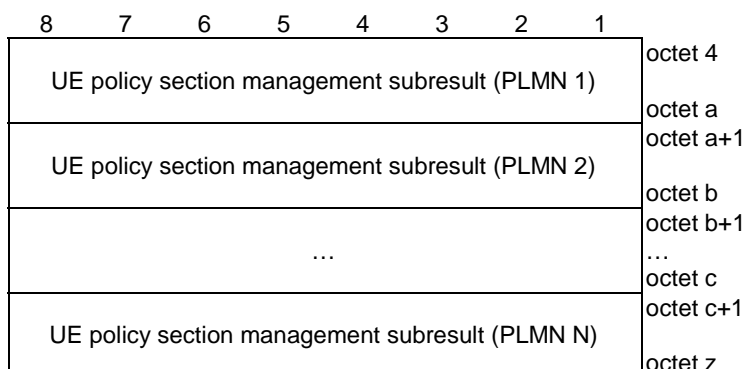 8 7 6 5 4 3 2 1
octet 4
UE policy section management subresult (PLMN 1)
octet a
octet a+1
UE policy section management subresult (PLMN 2)
octet b
octet b+1
… …
octet c
octet c+1
UE policy section management subresult (PLMN N)
octet z